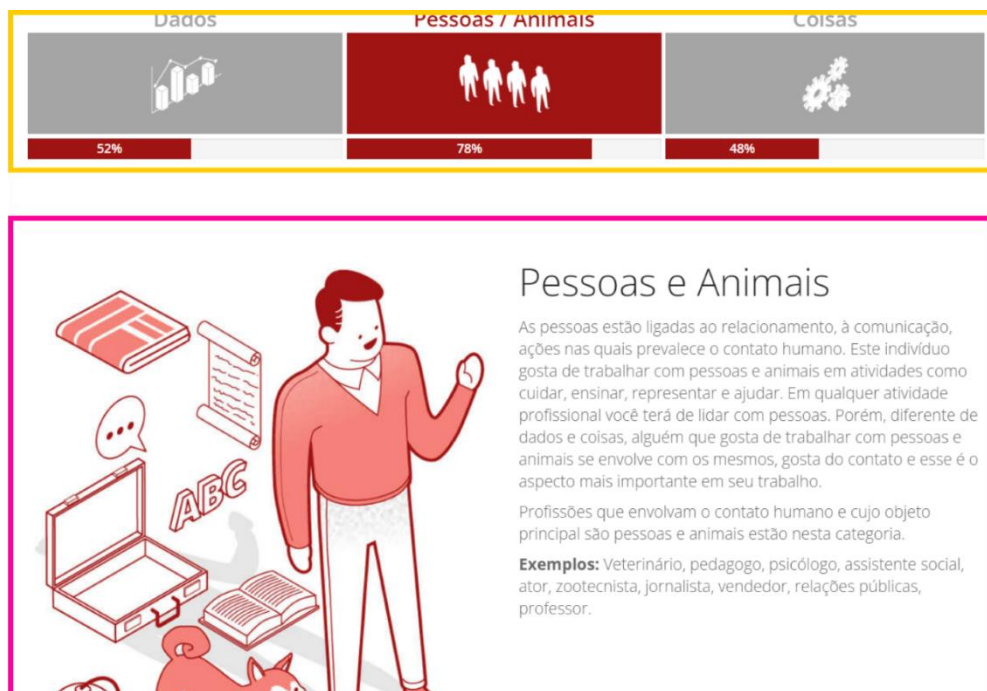 Dados Pessoas / Animais Coisas
52% 78% 48%
Pessoas e Animais
As pessoas estão ligadas ao relacionamento, à comunicação,
ações nas quais prevalece o contato humano. Este indivíduo
gosta de trabalhar com pessoas e animais em atividades como
cuidar, ensinar, representar e ajudar. Em qualquer atividade
profissional você terá de lidar com pessoas. Porém, diferente de
dados e coisas, alguém que gosta de trabalhar com pessoas e
animais se envolve com os mesmos, gosta do contato e esse é o
aspecto mais importante em seu trabalho.
Profissões que envolvam o contato humano e cujo objeto
principal são pessoas e animais estão nesta categoria.
Exemplos: Veterinário, pedagogo, psicólogo, assistente social,
ator, zootecnista, jornalista, vendedor, relações públicas,
professor.
ABC